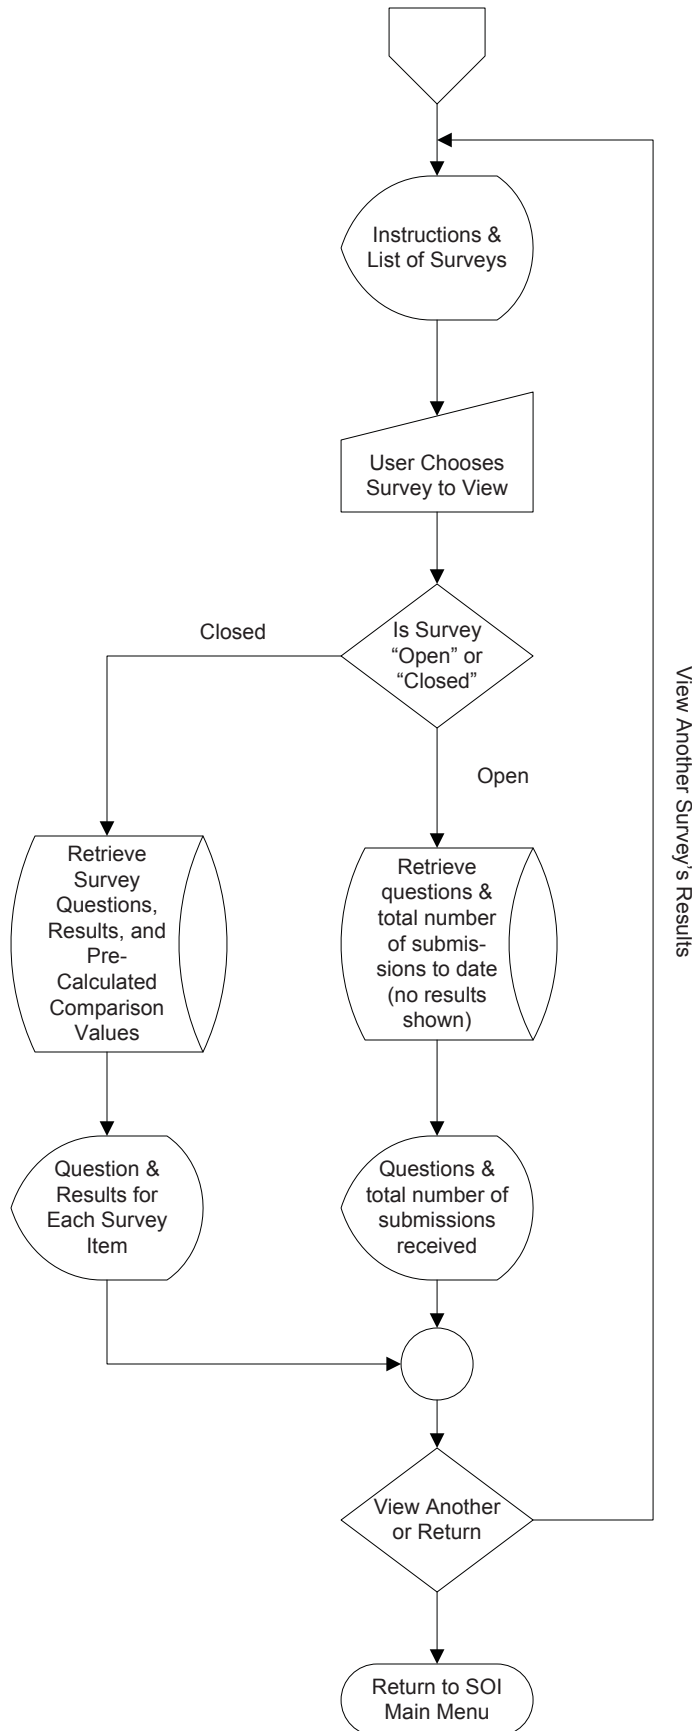 Instructions &
List of Surveys
User Chooses
Survey to View
Is Survey
“Open” or
“Closed”
Closed
Open
View Another Survey's Results
Retrieve
Survey
Questions,
Results, and
Pre-
Calculated
Comparison
Values
Retrieve
questions &
total number
of submis-
sions to date
(no results
shown)
Question &
Results for
Each Survey
Item
Questions &
total number of
submissions
received
View Another
or Return
Return to SOI
Main Menu